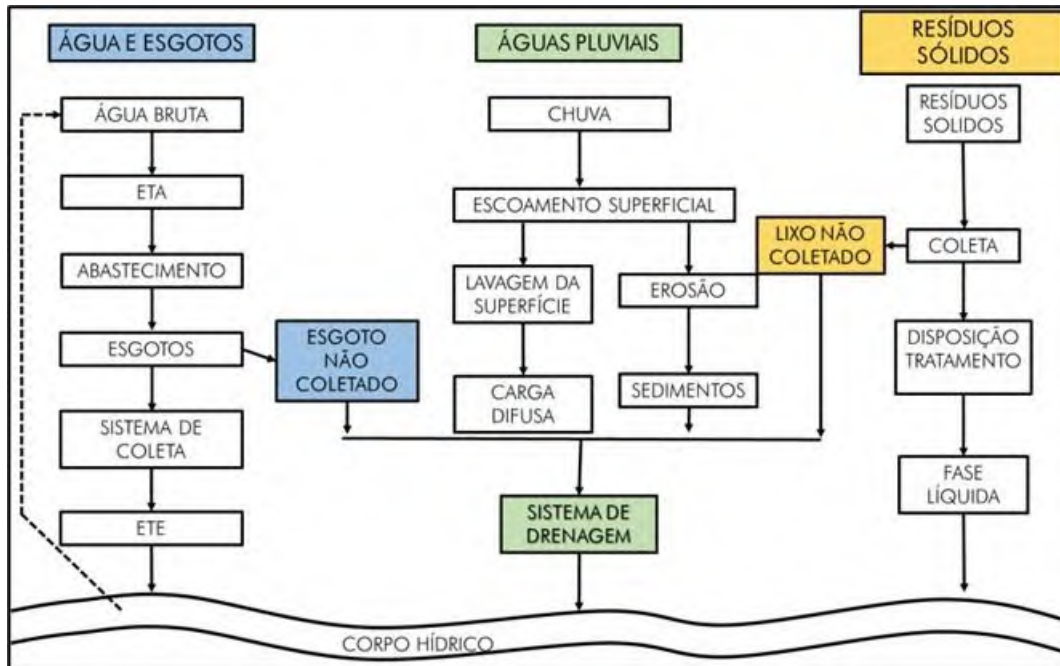 ÁGUA E ESGOTOS
ÁGUA BRUTA
ETA
ABASTECIMENTO
ESGOTOS
ESGOTO
NÃO
COLETADO
SISTEMA DE
COLETA
ETE
ÁGUAS PLUVIAIS
CHUVA
ESCOAMENTO SUPERFICIAL
LAVAGEM DA
SUPERFÍCIE
CARGA
DIFUSA
EROSÃO
SEDIMENTOS
SISTEMA DE
DRENAGEM
RESÍDUOS
SÓLIDOS
RESÍDUOS
SOLIDOS
COLETA
LIXO NÃO
COLETADO
DISPOSIÇÃO
TRATAMENTO
FASE
LÍQUIDA
CORPO HÍDRICO